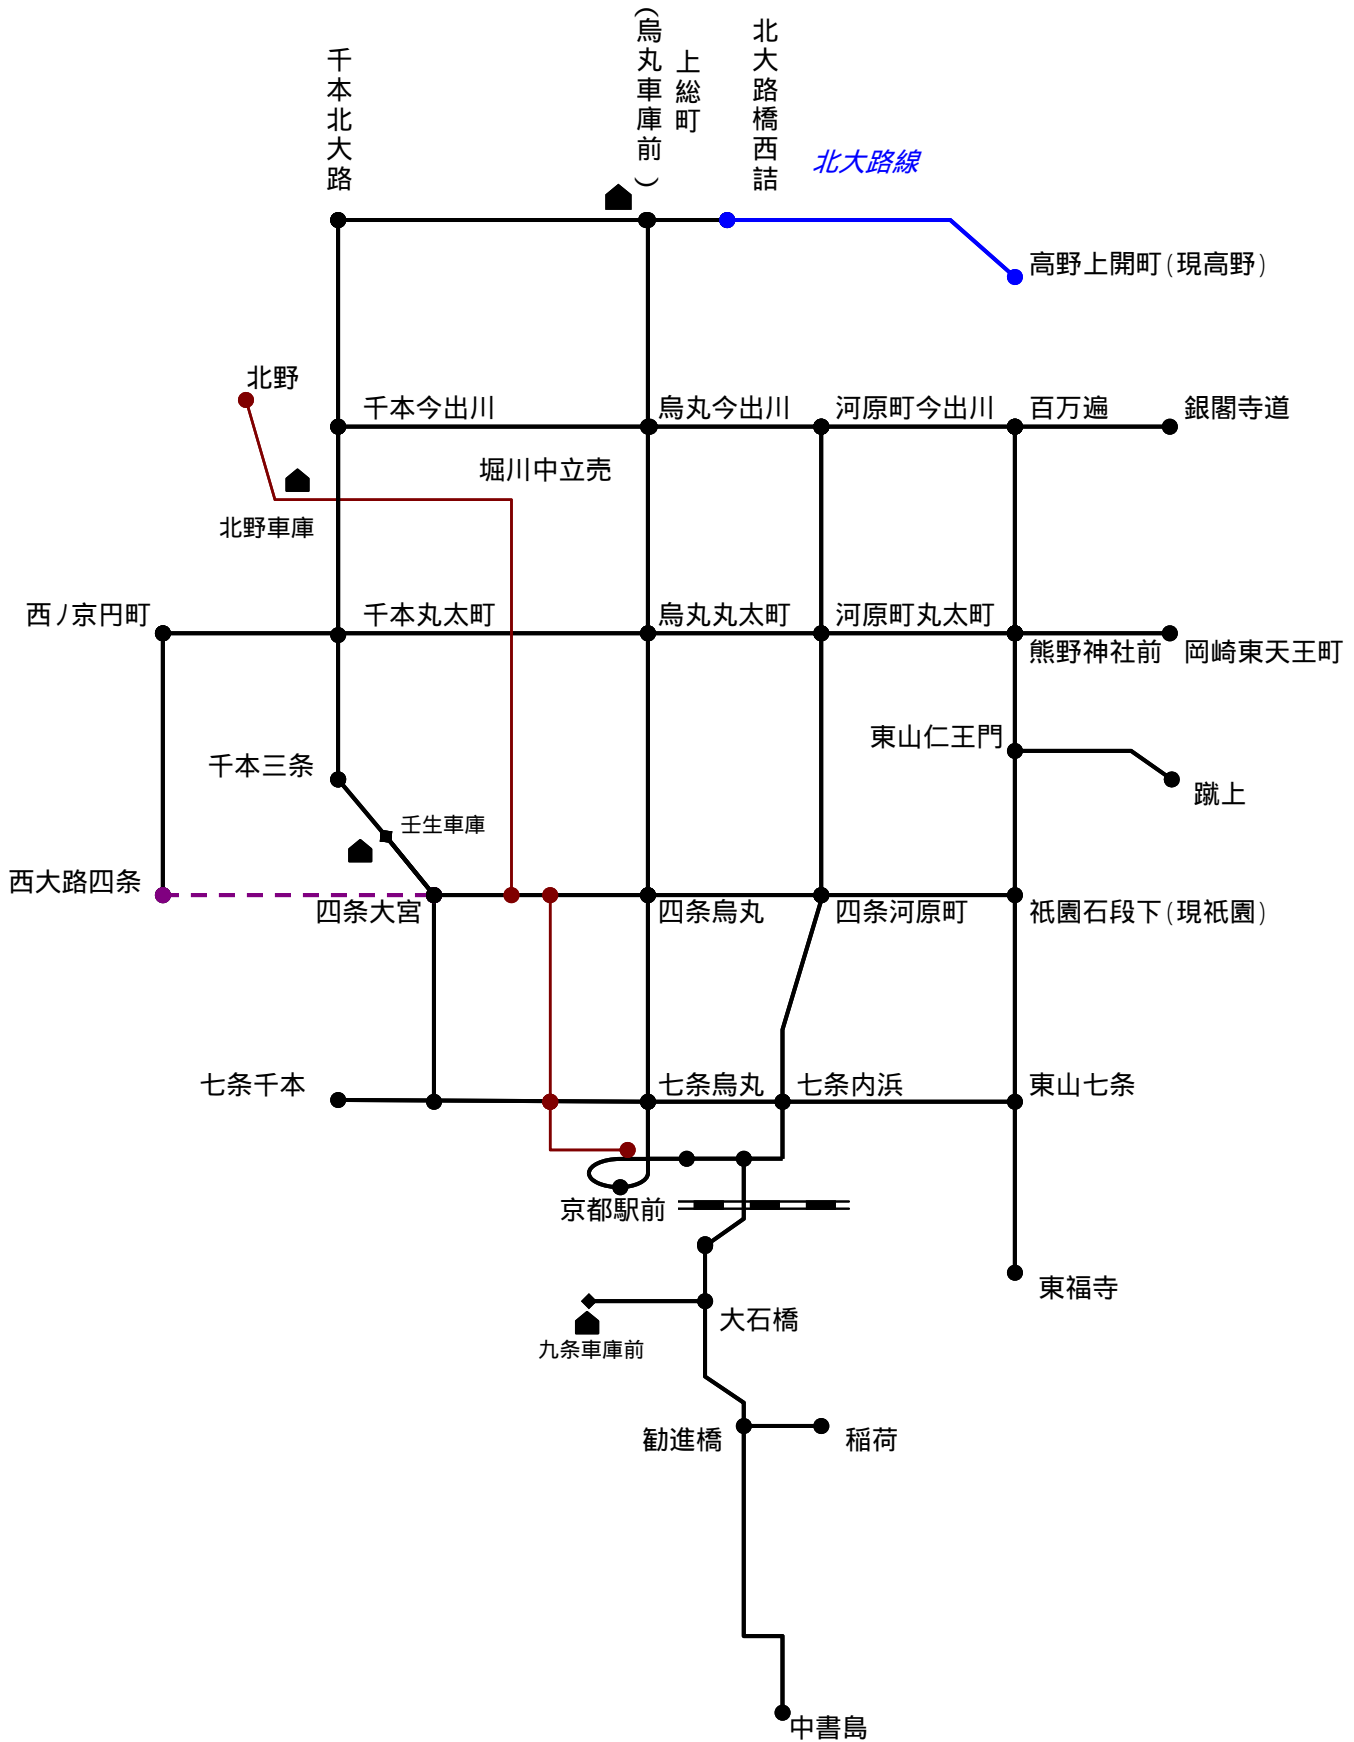 千本北大路
(烏丸車庫前)
上総町
北大路橋西詰
北大路線
高野上開町(現高野)
北野
千本今出川
烏丸今出川
河原町今出川
百万遍
銀閣寺道
堀川中立売
北野車庫
西ノ京円町
千本丸太町
烏丸丸太町
河原町丸太町
熊野神社前
岡崎東天王町
東山仁王門
千本三条
蹴上
壬生車庫
西大路四条
四条大宮
四条烏丸
四条河原町
祇園石段下(現祇園)
七条千本
七条烏丸
七条内浜
東山七条
京都駅前
東福寺
大石橋
九条車庫前
勧進橋
稲荷
中書島